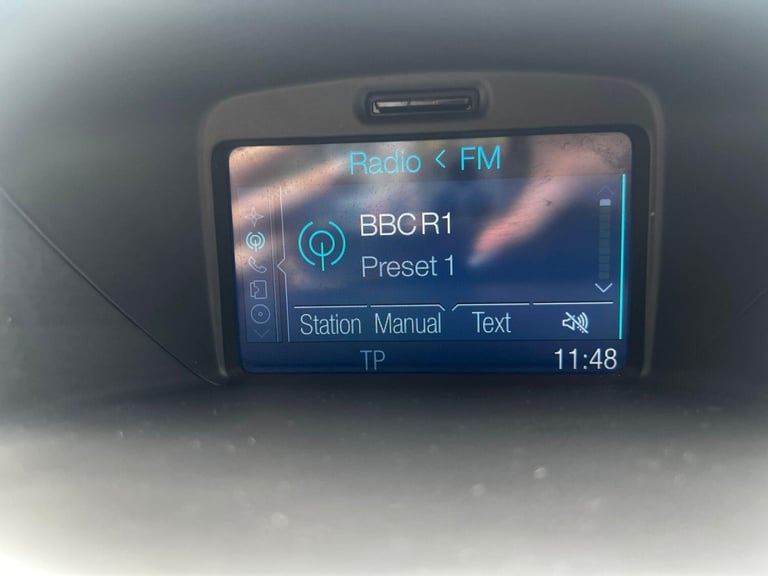 Radio < FM
BBC R1
Preset 1
Station Manual Text
TP 11:48